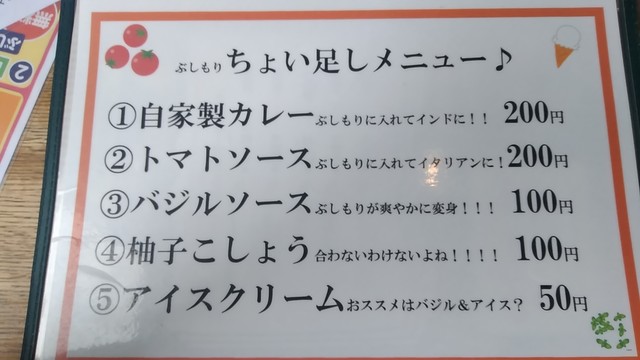 ぶしもりちょい足しメニュー♪
①自家製カレーぶしもりに入れてインドに！！ 200円
②トマトソースぶしもりに入れてイタリアンに！200円
③バジルソースぶしもりが爽やかに変身！！！ 100円
④柚子こしょう合わないわけないよね！！！！ 100円
⑤アイスクリームおススメはバジル&アイス？ 50円